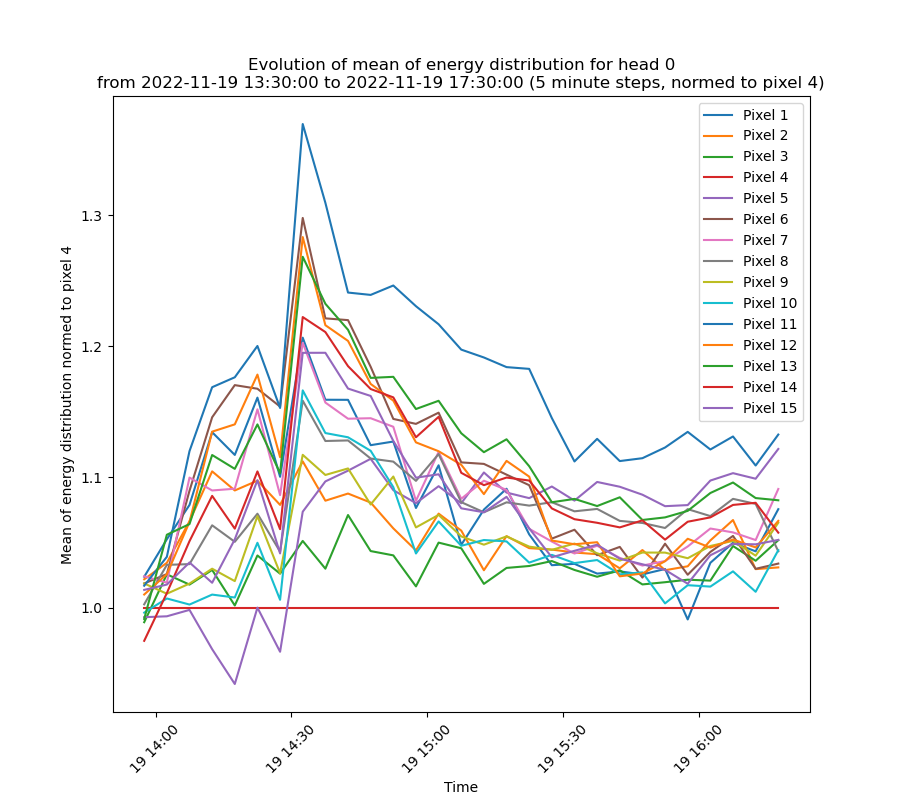 Evolution of mean of energy distribution for head 0
from 2022-11-19 13:30:00 to 2022-11-19 17:30:00 (5 minute steps, normed to pixel 4)
Mean of energy distribution normed to pixel 4
1.3
1.2
1.1
1.0
Pixel 1
Pixel 2
Pixel 3
Pixel 4
Pixel 5
Pixel 6
Pixel 7
Pixel 8
Pixel 9
Pixel 10
Pixel 11
Pixel 12
Pixel 13
Pixel 14
Pixel 15
19 14:00
19 14:30
19 15:00
19 15:30
19 16:00
Time